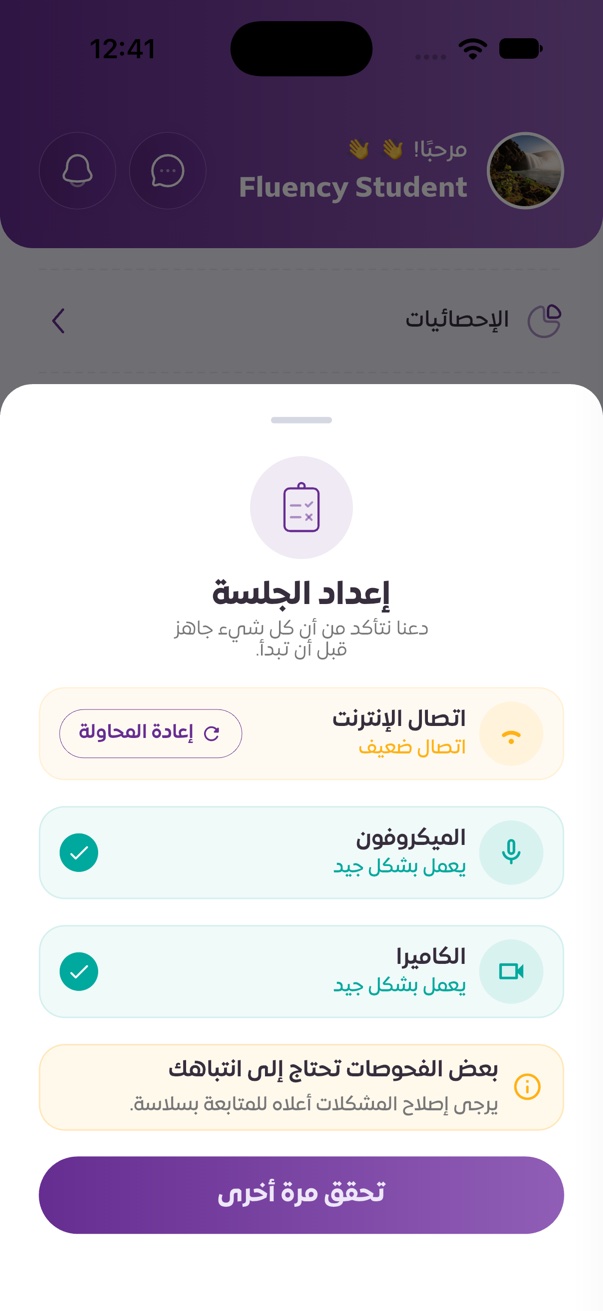 12:41
مرحبًا! 👋 👋
Fluency Student
الإحصائيات
إعداد الجلسة
دعنا نتأكد من أن كل شيء جاهز
قبل أن تبدأ.
اتصال الإنترنت
اتصال ضعيف
إعادة المحاولة
الميكروفون
يعمل بشكل جيد
الكاميرا
يعمل بشكل جيد
بعض الفحوصات تحتاج إلى انتباهك
يرجى إصلاح المشكلات أعلاه للمتابعة بسلاسة.
تحقق مرة أخرى